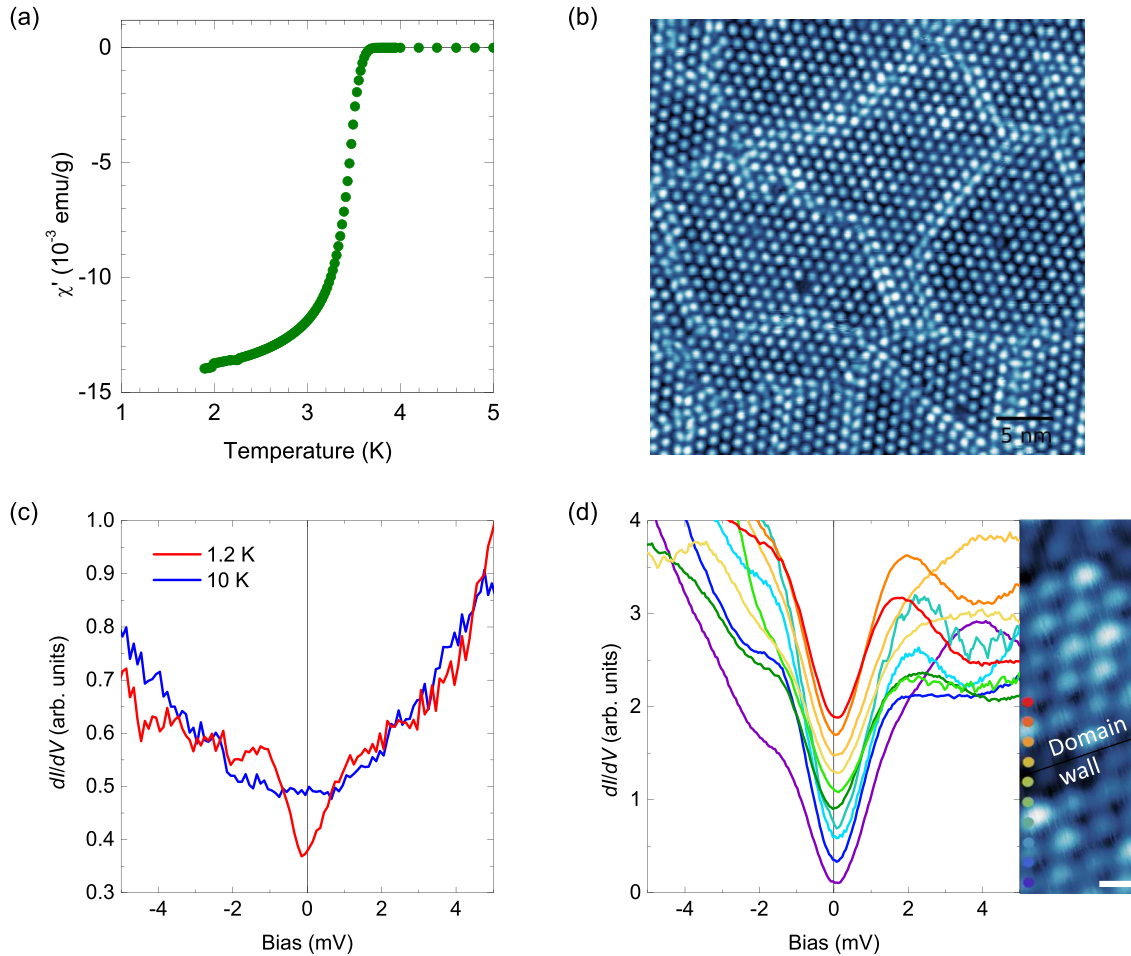 (a)
0
-5
-10
-15
1 2 3 4 5
χ' (10⁻³ emu/g)
Temperature (K)
(b)
5 nm
(c)
1.0
0.9
0.8
0.7
0.6
0.5
0.4
0.3
-4 -2 0 2 4
dI/dV (arb. units)
Bias (mV)
1.2 K
10 K
(d)
4
3
2
1
0
-4 -2 0 2 4
dI/dV (arb. units)
Bias (mV)
Domain
wall